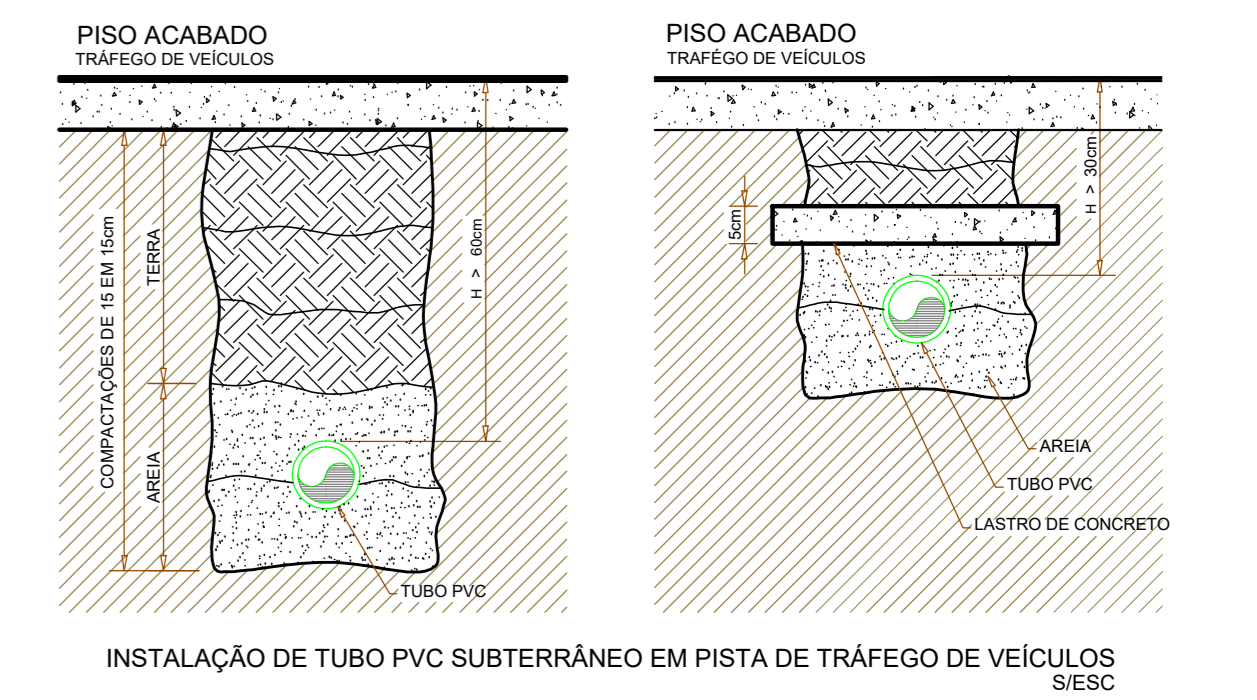 PISO ACABADO
TRÁFEGO DE VEÍCULOS
COMPACTAÇÕES DE 15 EM 15cm
TERRA
AREIA
H > 60cm
TUBO PVC
PISO ACABADO
TRAFÉGO DE VEÍCULOS
5cm
H > 30cm
AREIA
TUBO PVC
LASTRO DE CONCRETO
INSTALAÇÃO DE TUBO PVC SUBTERRÂNEO EM PISTA DE TRÁFEGO DE VEÍCULOS
S/ESC